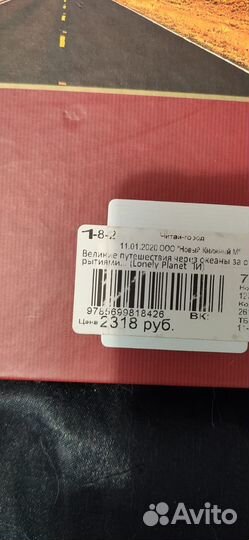 1-8-2
Читай-город
11.01.2020 ООО "Новый Книжный М"
Великие путешествия через океаны за о
рытиями... (Lonely Planet
9785699818426
Цена 2318 руб.
ВК:
Avito